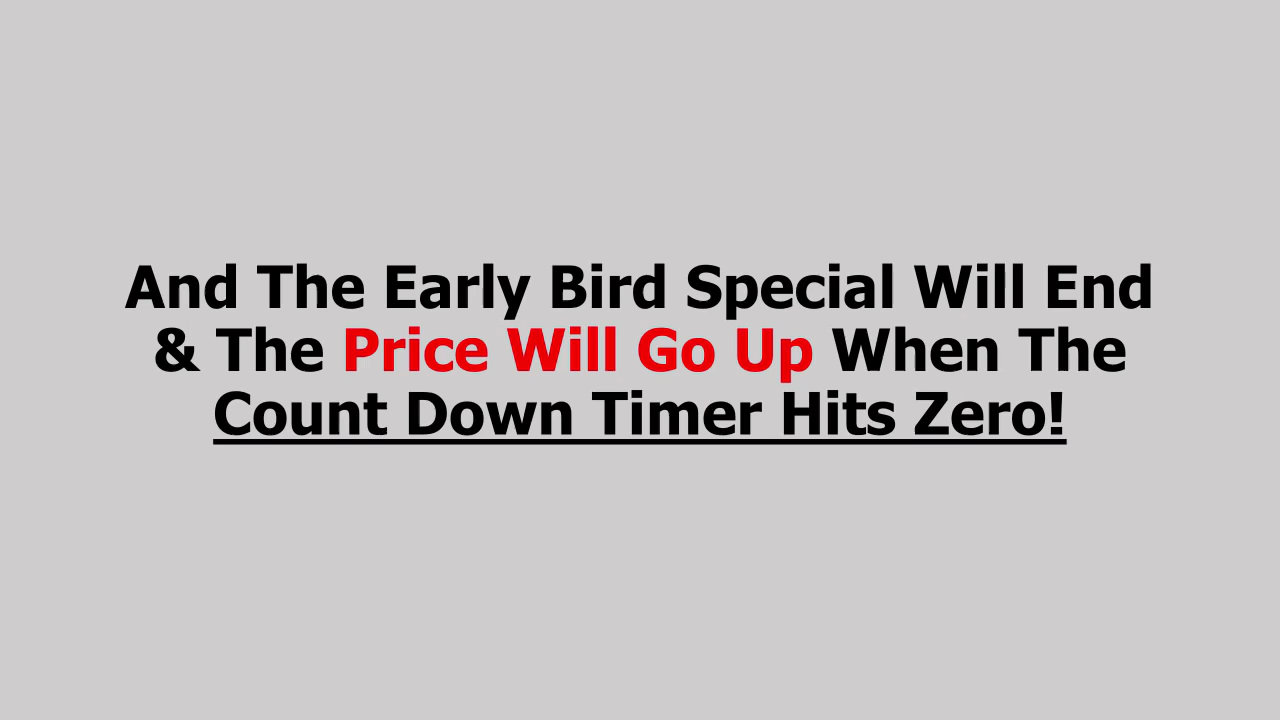 And The Early Bird Special Will End
& The Price Will Go Up When The
Count Down Timer Hits Zero!